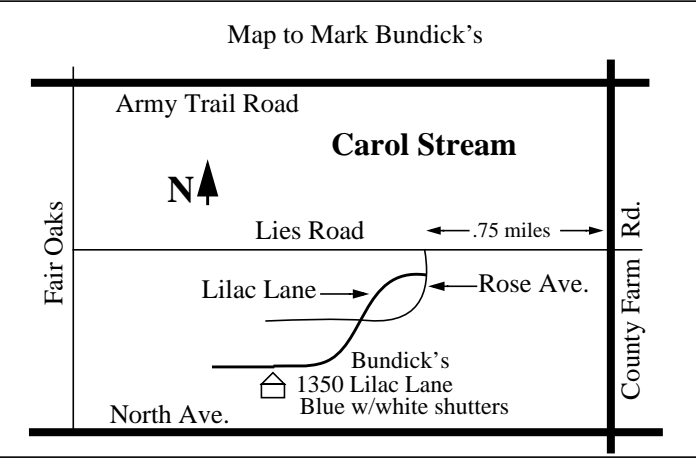 Map to Mark Bundick's
Army Trail Road
Carol Stream
N
Lies Road
.75 miles
Fair Oaks
County Farm Rd.
Lilac Lane
Rose Ave.
Bundick's
1350 Lilac Lane
Blue w/white shutters
North Ave.